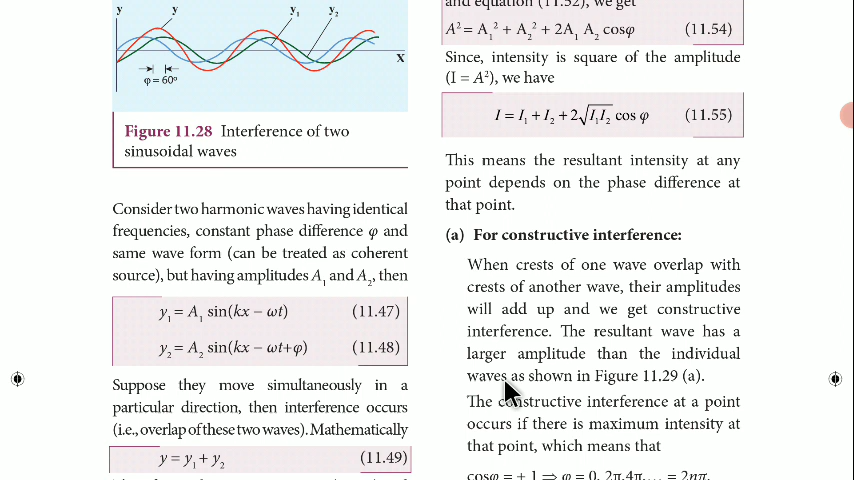 y
y
y₁
y₂
X
φ = 60⁰
Figure 11.28 Interference of two
sinusoidal waves
Consider two harmonic waves having identical
frequencies, constant phase difference φ and
same wave form (can be treated as coherent
source), but having amplitudes A₁ and A₂, then
y₁ = A₁ sin(kx − ωt) (11.47)
y₂ = A₂ sin(kx − ωt+φ) (11.48)
Suppose they move simultaneously in a
particular direction, then interference occurs
(i.e., overlap of these two waves). Mathematically
y = y₁ + y₂ (11.49)
and equation (11.52), we get
A² = A₁² + A₂² + 2A₁ A₂ cosφ (11.54)
Since, intensity is square of the amplitude
(I = A²), we have
I = I₁ + I₂ + 2√(I₁I₂) cos φ (11.55)
This means the resultant intensity at any
point depends on the phase difference at
that point.
(a) For constructive interference:
When crests of one wave overlap with
crests of another wave, their amplitudes
will add up and we get constructive
interference. The resultant wave has a
larger amplitude than the individual
waves as shown in Figure 11.29 (a).
The constructive interference at a point
occurs if there is maximum intensity at
that point, which means that
cosφ = + 1 ⇒ φ = 0, 2π,4π,… = 2nπ,